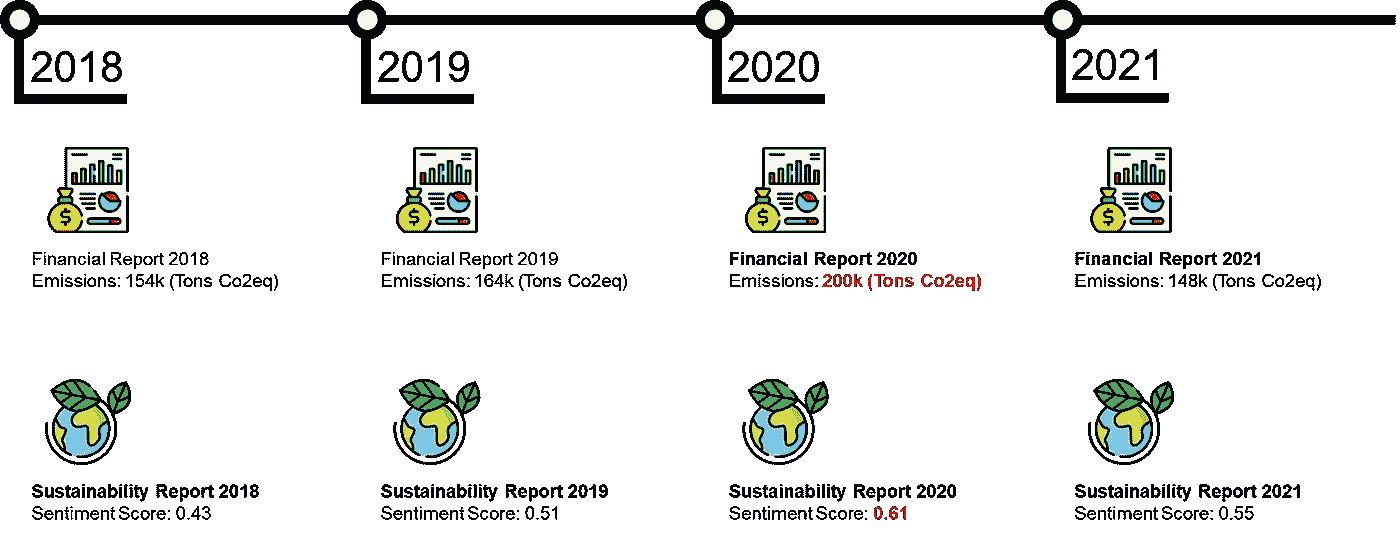 2018
2019
2020
2021
$
$
$
$
Financial Report 2018
Emissions: 154k (Tons Co2eq)
Financial Report 2019
Emissions: 164k (Tons Co2eq)
Financial Report 2020
Emissions: 200k (Tons Co2eq)
Financial Report 2021
Emissions: 148k (Tons Co2eq)
Sustainability Report 2018
Sentiment Score: 0.43
Sustainability Report 2019
Sentiment Score: 0.51
Sustainability Report 2020
Sentiment Score: 0.61
Sustainability Report 2021
Sentiment Score: 0.55